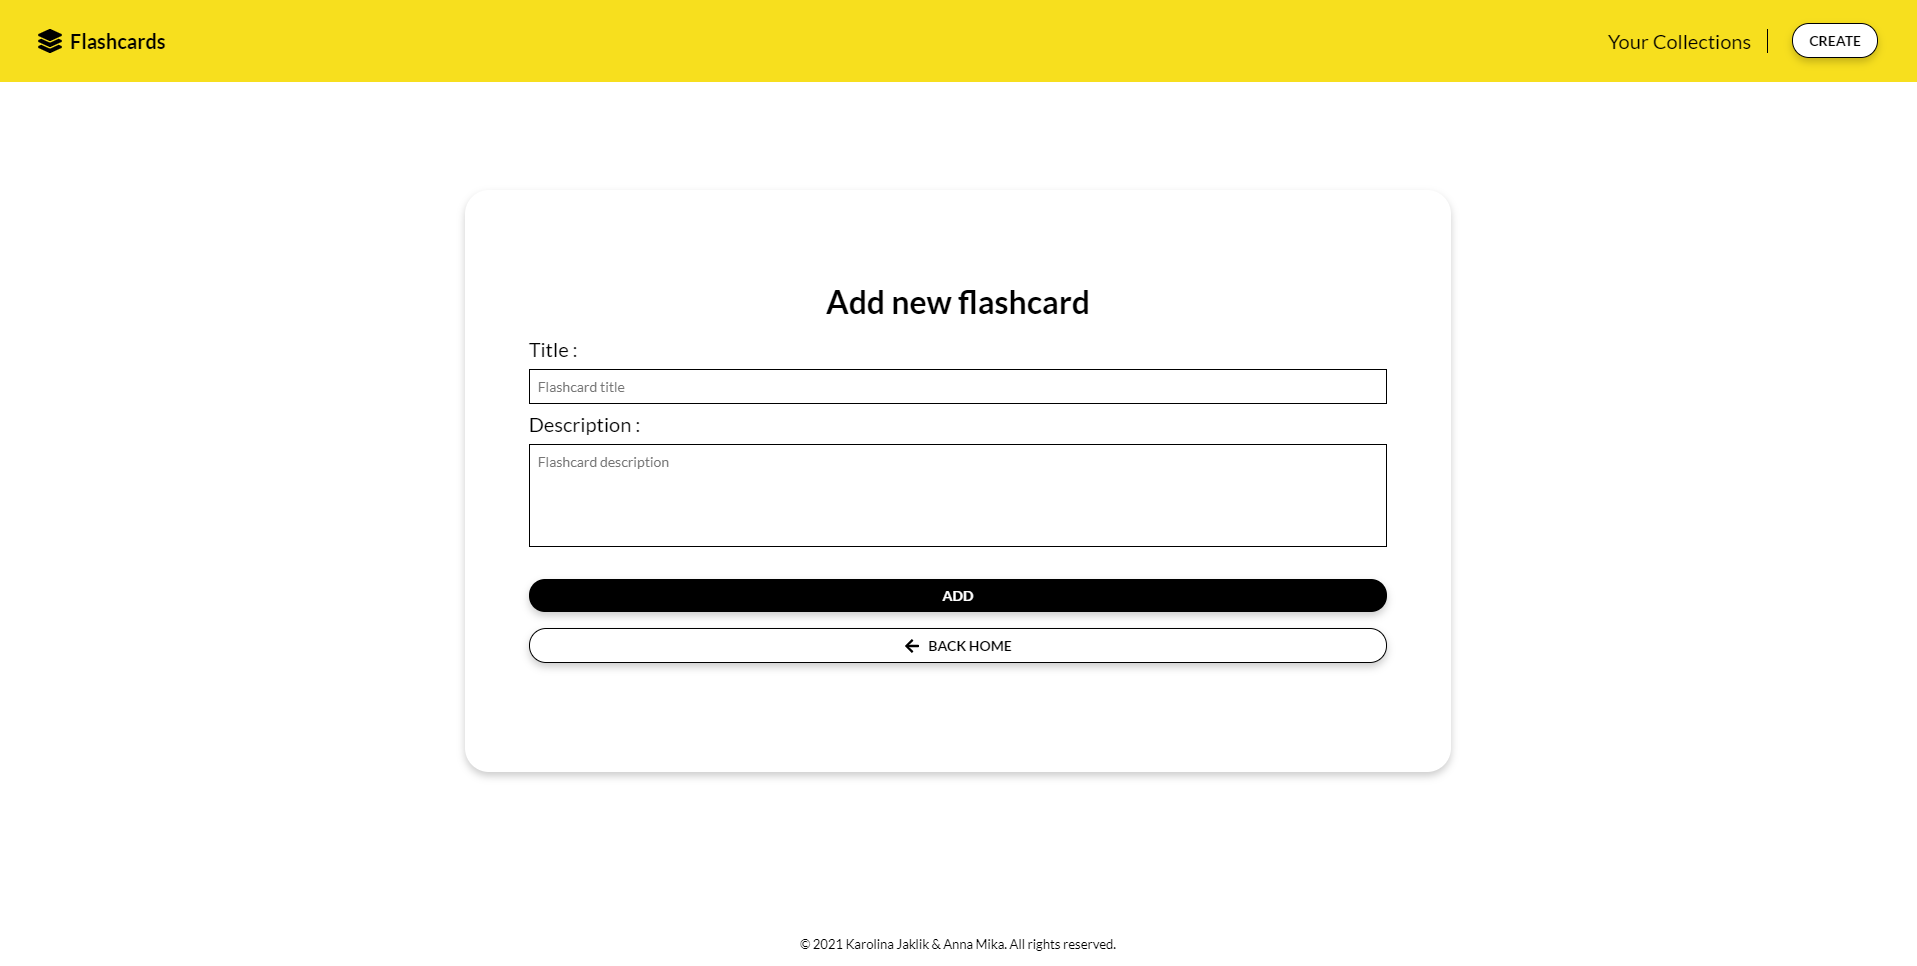 Flashcards
Your Collections
CREATE
Add new flashcard
Title :
Flashcard title
Description :
Flashcard description
ADD
BACK HOME
© 2021 Karolina Jaklik & Anna Mika. All rights reserved.